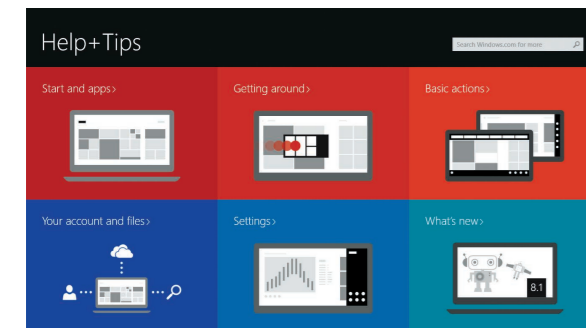 Help+Tips
Search Windows.com for more
Start and apps>
Getting around>
Basic actions>
Your account and files>
Settings>
What's new>
8.1